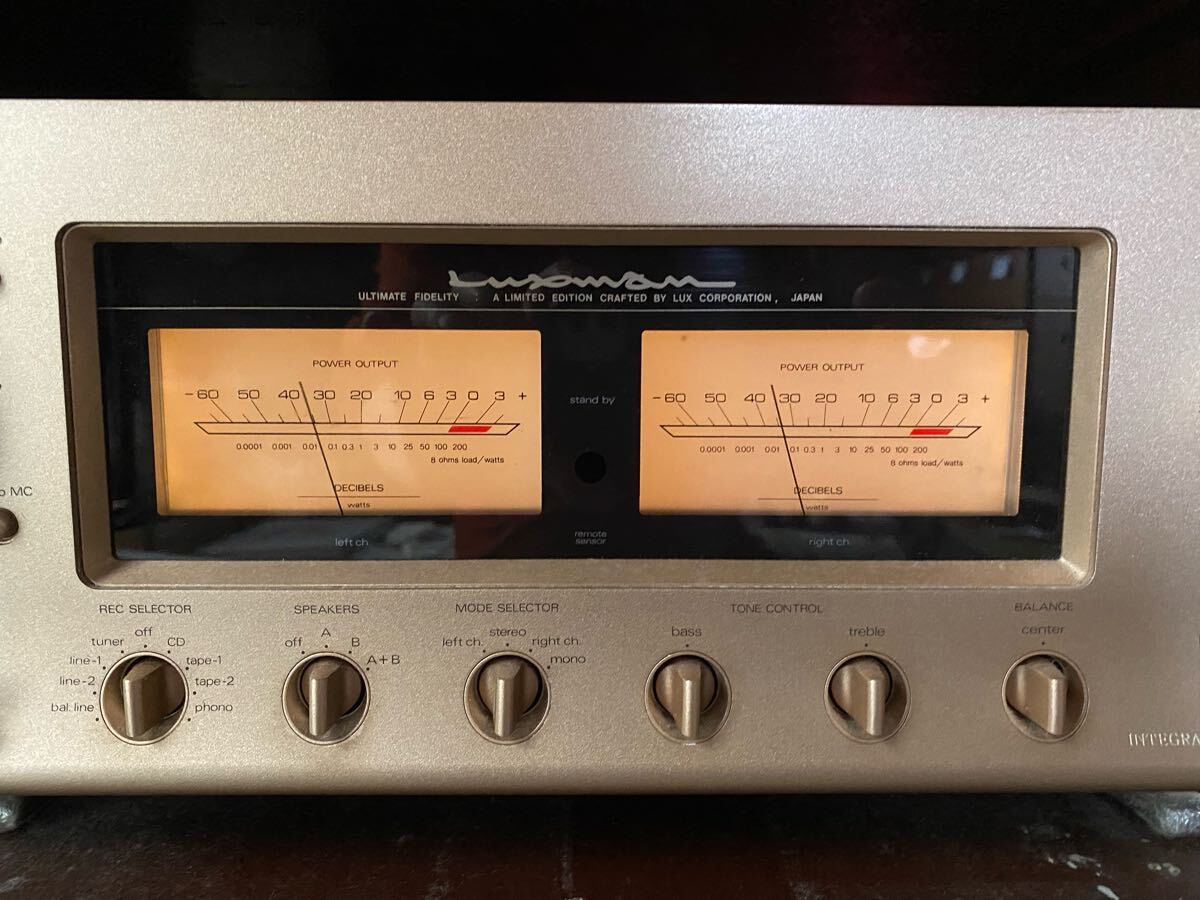 Luxman
ULTIMATE FIDELITY : A LIMITED EDITION CRAFTED BY LUX CORPORATION, JAPAN
POWER OUTPUT
−60 50 40 30 20 10 6 3 0 3 +
0.0001 0.001 0.01 0.1 0.3 1 3 10 25 50 100 200
8 ohms load/watts
DECIBELS
watts
left ch
stand by
remote
sensor
POWER OUTPUT
−60 50 40 30 20 10 6 3 0 3 +
0.0001 0.001 0.01 0.1 0.3 1 3 10 25 50 100 200
8 ohms load/watts
DECIBELS
watts
right ch
MC
REC SELECTOR
off
tuner CD
line-1 tape-1
line-2 tape-2
bal. line phono
SPEAKERS
A
off B
A+B
MODE SELECTOR
stereo
left ch. right ch.
mono
TONE CONTROL
bass treble
BALANCE
center
INTEGRA